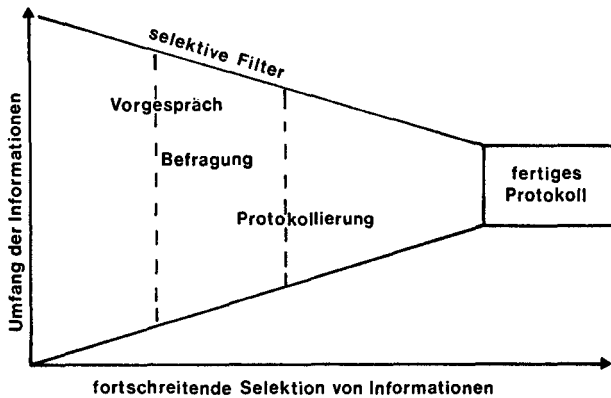 selektive Filter
Vorgespräch
Befragung
Protokollierung
fertiges
Protokoll
Umfang der Informationen
fortschreitende Selektion von Informationen